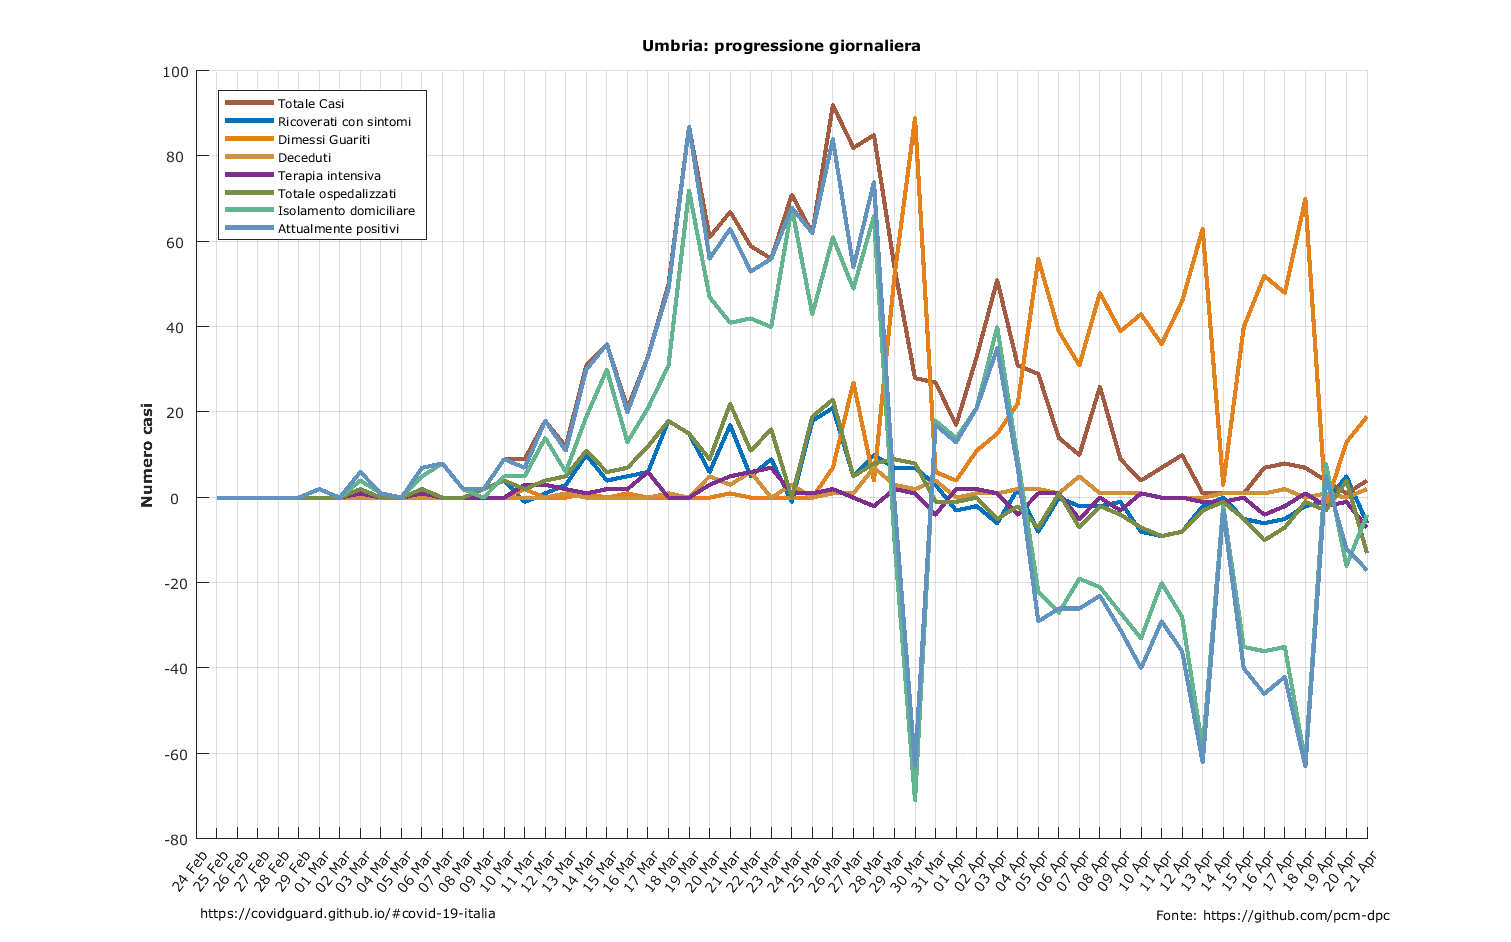 Umbria: progressione giornaliera
100
80
60
40
20
0
-20
-40
-60
-80
Numero casi
Totale Casi
Ricoverati con sintomi
Dimessi Guariti
Deceduti
Terapia intensiva
Totale ospedalizzati
Isolamento domiciliare
Attualmente positivi
24 Feb
25 Feb
26 Feb
27 Feb
28 Feb
29 Feb
01 Mar
02 Mar
03 Mar
04 Mar
05 Mar
06 Mar
07 Mar
08 Mar
09 Mar
10 Mar
11 Mar
12 Mar
13 Mar
14 Mar
15 Mar
16 Mar
17 Mar
18 Mar
19 Mar
20 Mar
21 Mar
22 Mar
23 Mar
24 Mar
25 Mar
26 Mar
27 Mar
28 Mar
29 Mar
30 Mar
31 Mar
01 Apr
02 Apr
03 Apr
04 Apr
05 Apr
06 Apr
07 Apr
08 Apr
09 Apr
10 Apr
11 Apr
12 Apr
13 Apr
14 Apr
15 Apr
16 Apr
17 Apr
18 Apr
19 Apr
20 Apr
21 Apr
https://covidguard.github.io/#covid-19-italia
Fonte: https://github.com/pcm-dpc